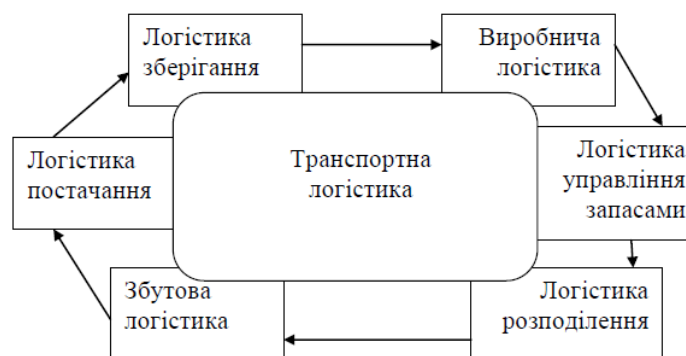 Логістика
зберігання
Виробнича
логістика
Логістика
постачання
Транспортна
логістика
Логістика
управління
запасами
Збутова
логістика
Логістика
розподілення